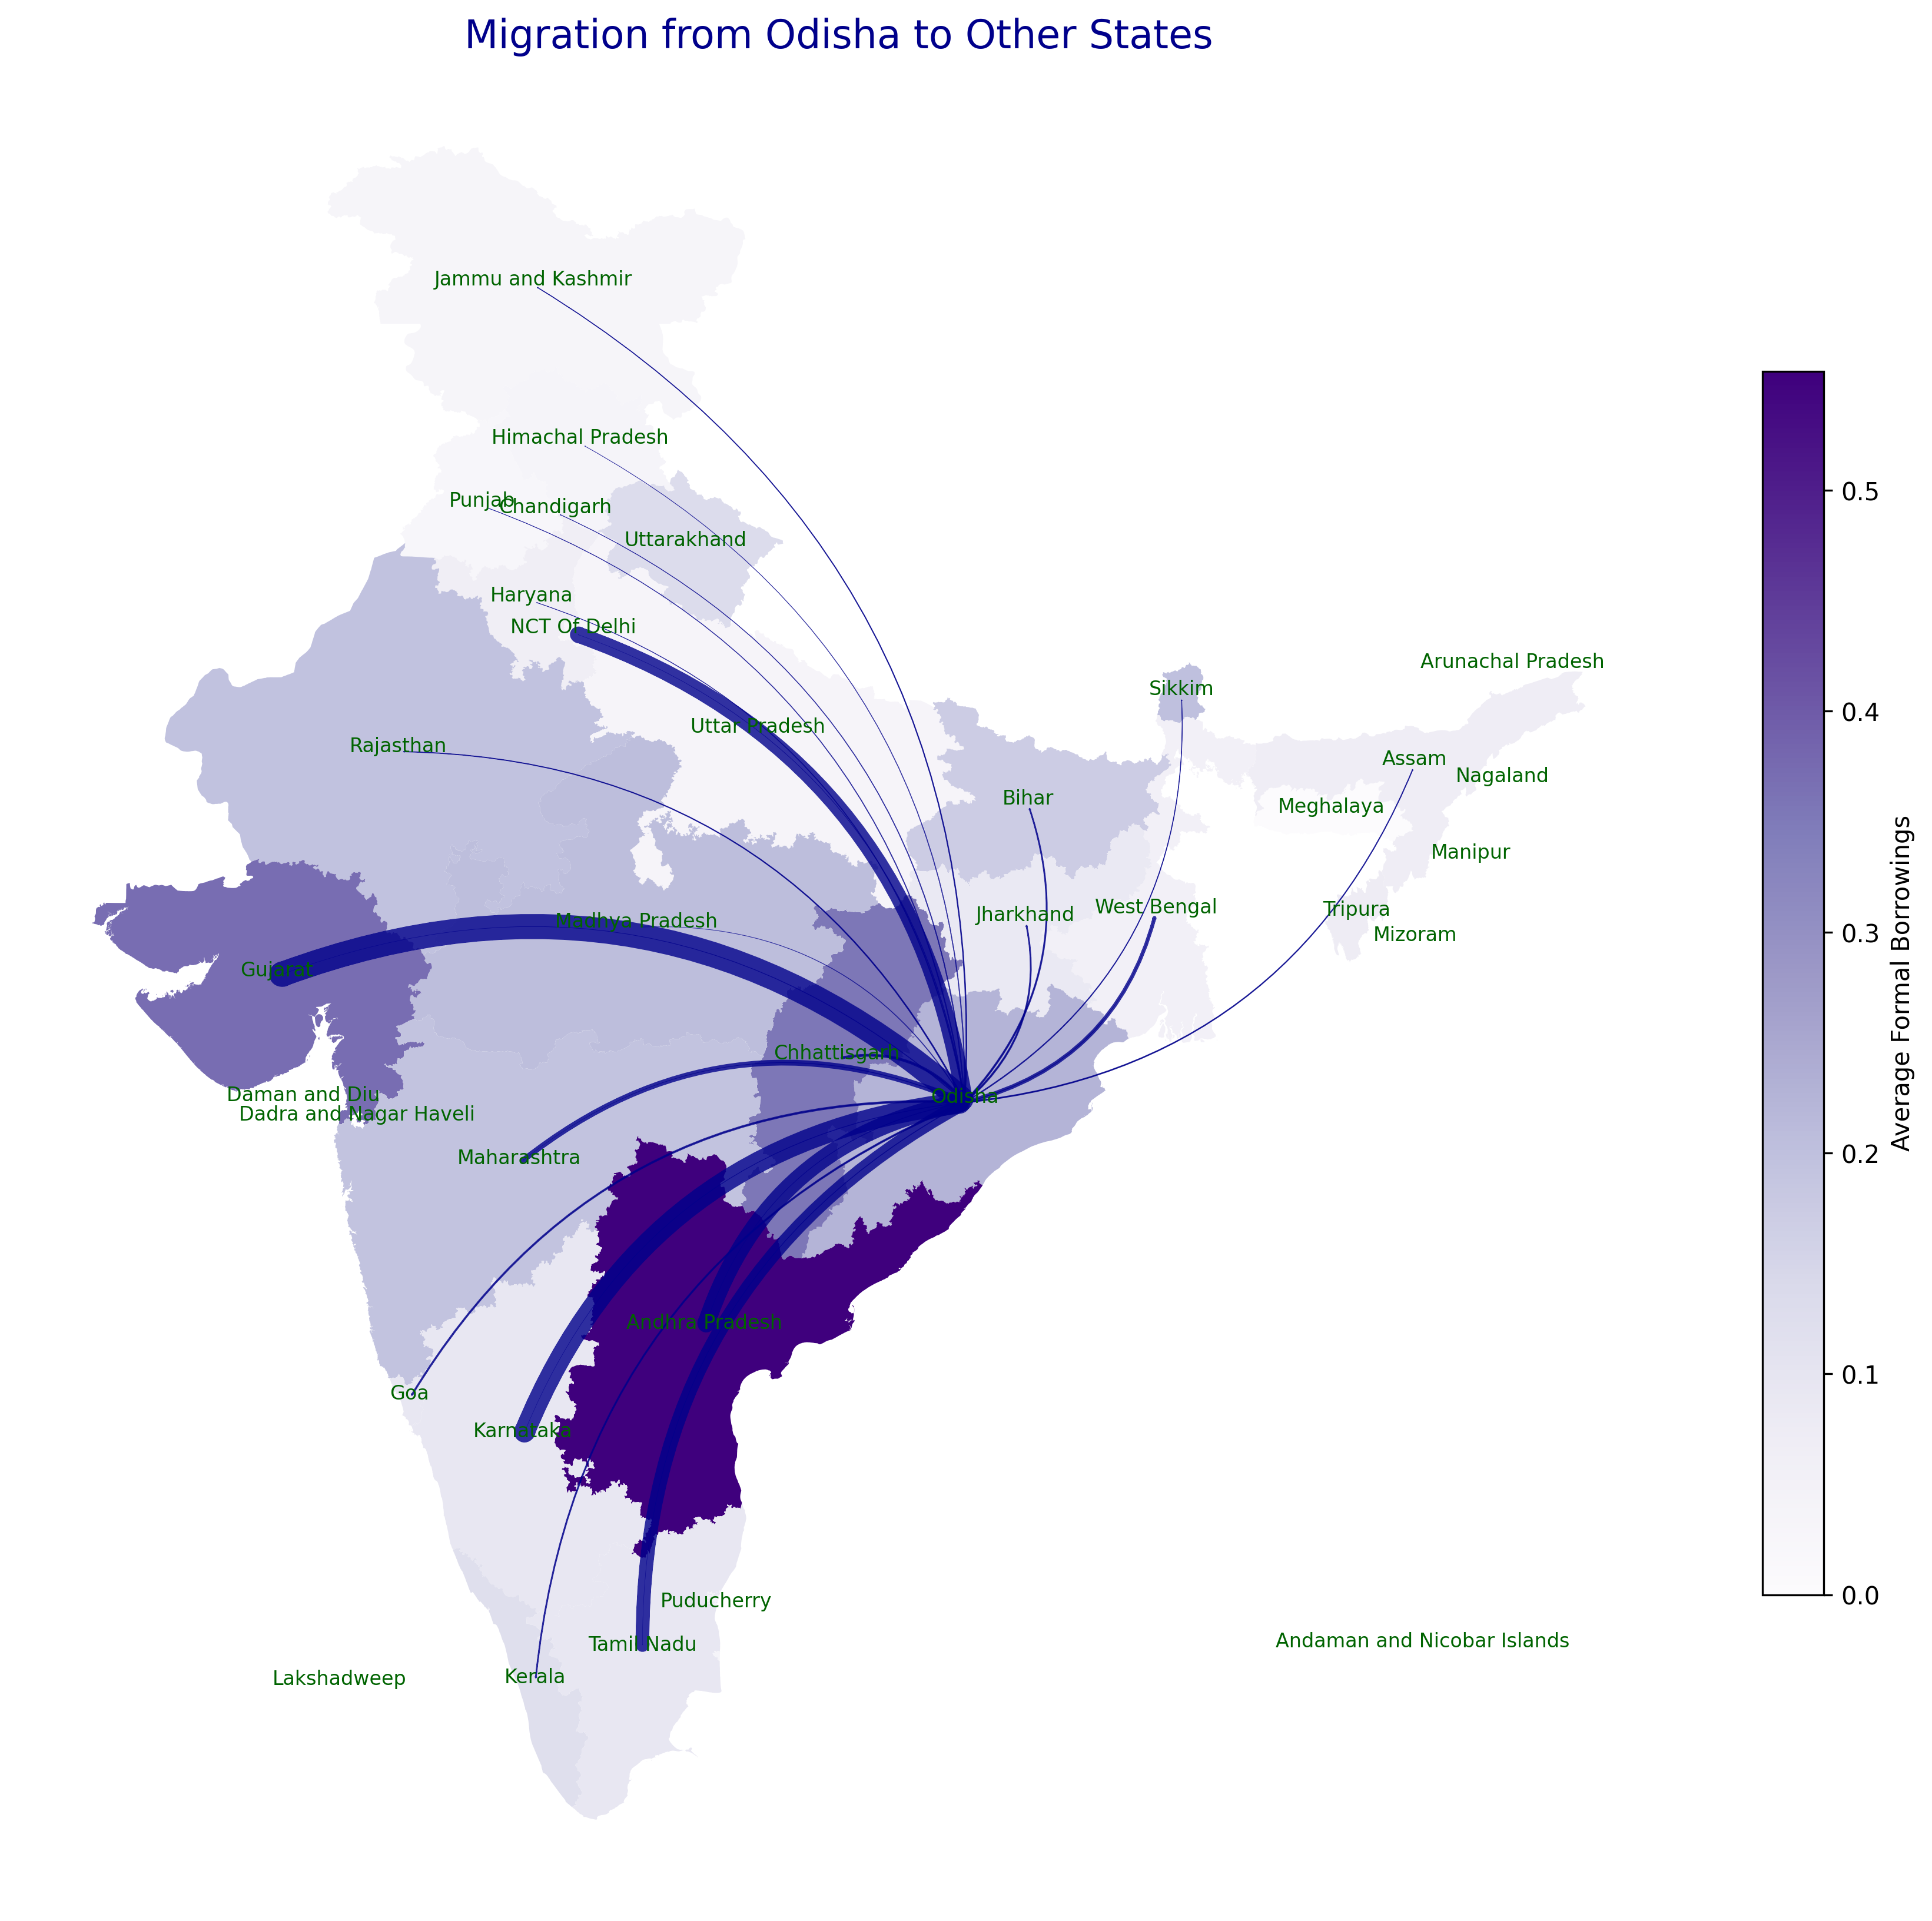 Migration from Odisha to Other States
Jammu and Kashmir
Himachal Pradesh
Punjab
Chandigarh
Uttarakhand
Haryana
NCT Of Delhi
Arunachal Pradesh
Sikkim
Uttar Pradesh
Rajasthan
Assam
Nagaland
Bihar
Meghalaya
Manipur
Jharkhand
West Bengal
Tripura
Madhya Pradesh
Mizoram
Gujarat
Chhattisgarh
Daman and Diu
Odisha
Dadra and Nagar Haveli
Maharashtra
Andhra Pradesh
Goa
Karnataka
Puducherry
Tamil Nadu
Andaman and Nicobar Islands
Lakshadweep
Kerala
0.5
0.4
0.3
0.2
0.1
0.0
Average Formal Borrowings